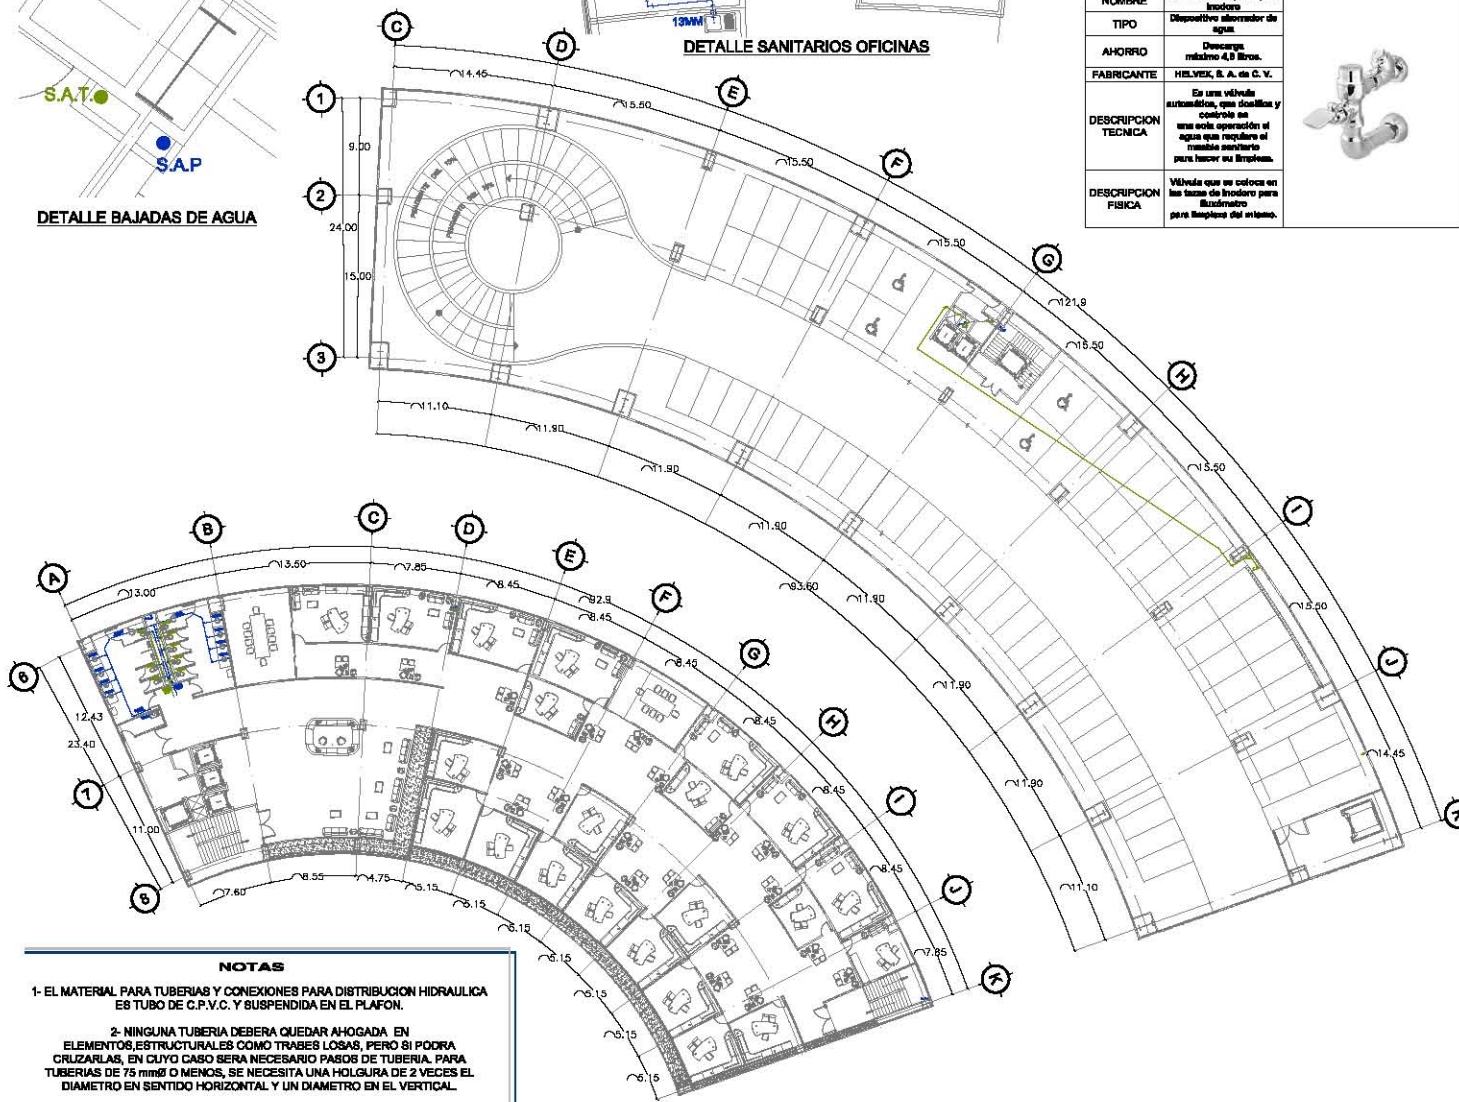 13MM
DETALLE SANITARIOS OFICINAS
S.A.T.
S.A.P
DETALLE BAJADAS DE AGUA
NOMBRE
inodoro
TIPO
Dispositivo ahorrador de
agua
AHORRO
Descarga
máximo 4,8 litros.
FABRICANTE
HELVEX, S. A. de C. V.
DESCRIPCION
TECNICA
Es una válvula
automática, que dosifica y
controla en
una sola operación el
agua que requiere el
mueble sanitario
para hacer su limpieza.
DESCRIPCION
FISICA
Válvula que se coloca en
las tazas de inodoro para
fluxómetro
para limpieza del mismo.
C
D
E
F
G
H
I
J
K
1
2
3
9.00
24.00
15.00
14.45
15.50
15.50
15.50
121.9
15.50
15.50
15.50
14.45
11.10
11.90
11.90
11.90
93.60
11.90
11.90
11.90
11.10
A
B
C
D
E
F
G
H
I
J
K
6
7
8
12.43
23.40
11.00
13.00
13.50
7.85
8.45
92.9
8.45
8.45
8.45
8.45
8.45
7.85
7.60
8.55
4.75
5.15
5.15
5.15
5.15
5.15
5.15
5.15
NOTAS
1- EL MATERIAL PARA TUBERIAS Y CONEXIONES PARA DISTRIBUCION HIDRAULICA
ES TUBO DE C.P.V.C. Y SUSPENDIDA EN EL PLAFON.
2- NINGUNA TUBERIA DEBERA QUEDAR AHOGADA EN
ELEMENTOS,ESTRUCTURALES COMO TRABES LOSAS, PERO SI PODRA
CRUZARLAS, EN CUYO CASO SERA NECESARIO PASOS DE TUBERIA. PARA
TUBERIAS DE 75 mmØ O MENOS, SE NECESITA UNA HOLGURA DE 2 VECES EL
DIAMETRO EN SENTIDO HORIZONTAL Y UN DIAMETRO EN EL VERTICAL.